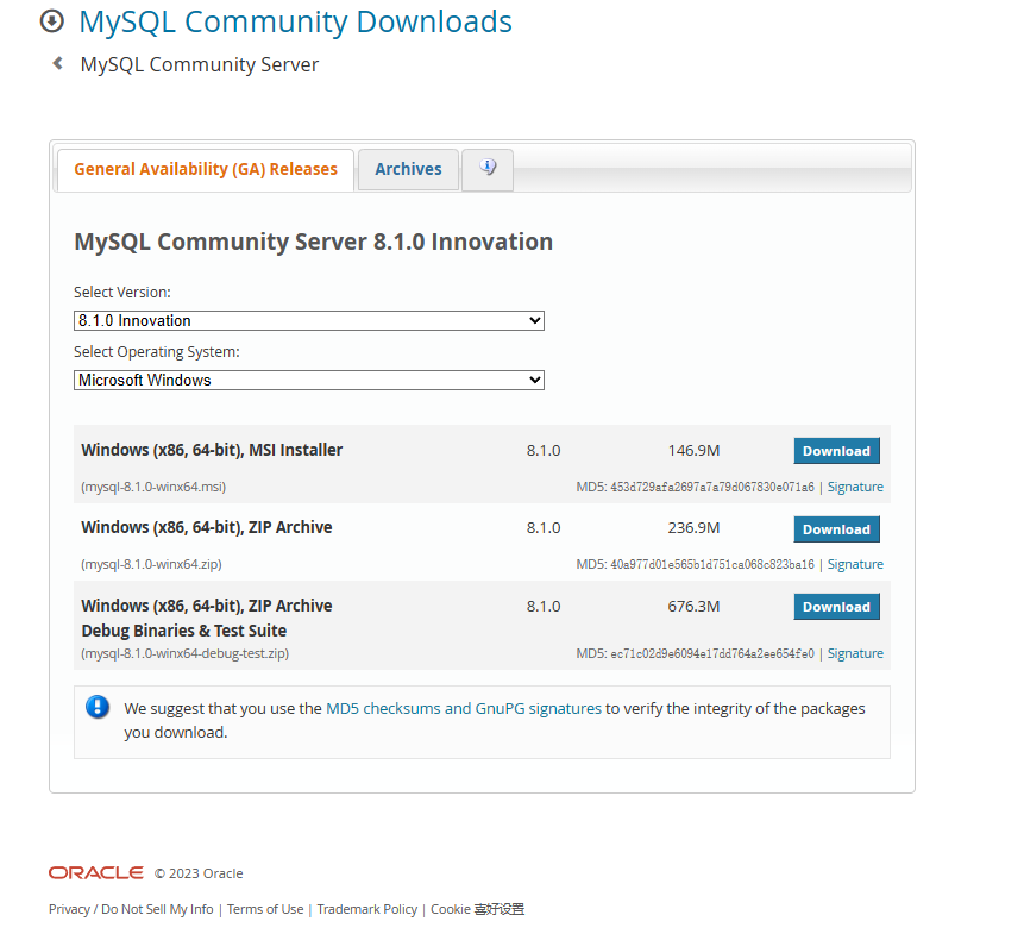 MySQL Community Downloads
MySQL Community Server
General Availability (GA) Releases
Archives
MySQL Community Server 8.1.0 Innovation
Select Version:
8.1.0 Innovation
Select Operating System:
Microsoft Windows
Windows (x86, 64-bit), MSI Installer 8.1.0 146.9M Download
(mysql-8.1.0-winx64.msi) MD5: 453d729afa2697a7a79d067830e071a6 | Signature
Windows (x86, 64-bit), ZIP Archive 8.1.0 236.9M Download
(mysql-8.1.0-winx64.zip) MD5: 40a977d01e565b1d751ca068c823ba16 | Signature
Windows (x86, 64-bit), ZIP Archive 8.1.0 676.3M Download
Debug Binaries & Test Suite
(mysql-8.1.0-winx64-debug-test.zip) MD5: ec71c02d9e6094e17dd764a2ee654fe0 | Signature
We suggest that you use the MD5 checksums and GnuPG signatures to verify the integrity of the packages
you download.
ORACLE © 2023 Oracle
Privacy / Do Not Sell My Info | Terms of Use | Trademark Policy | Cookie 喜好设置